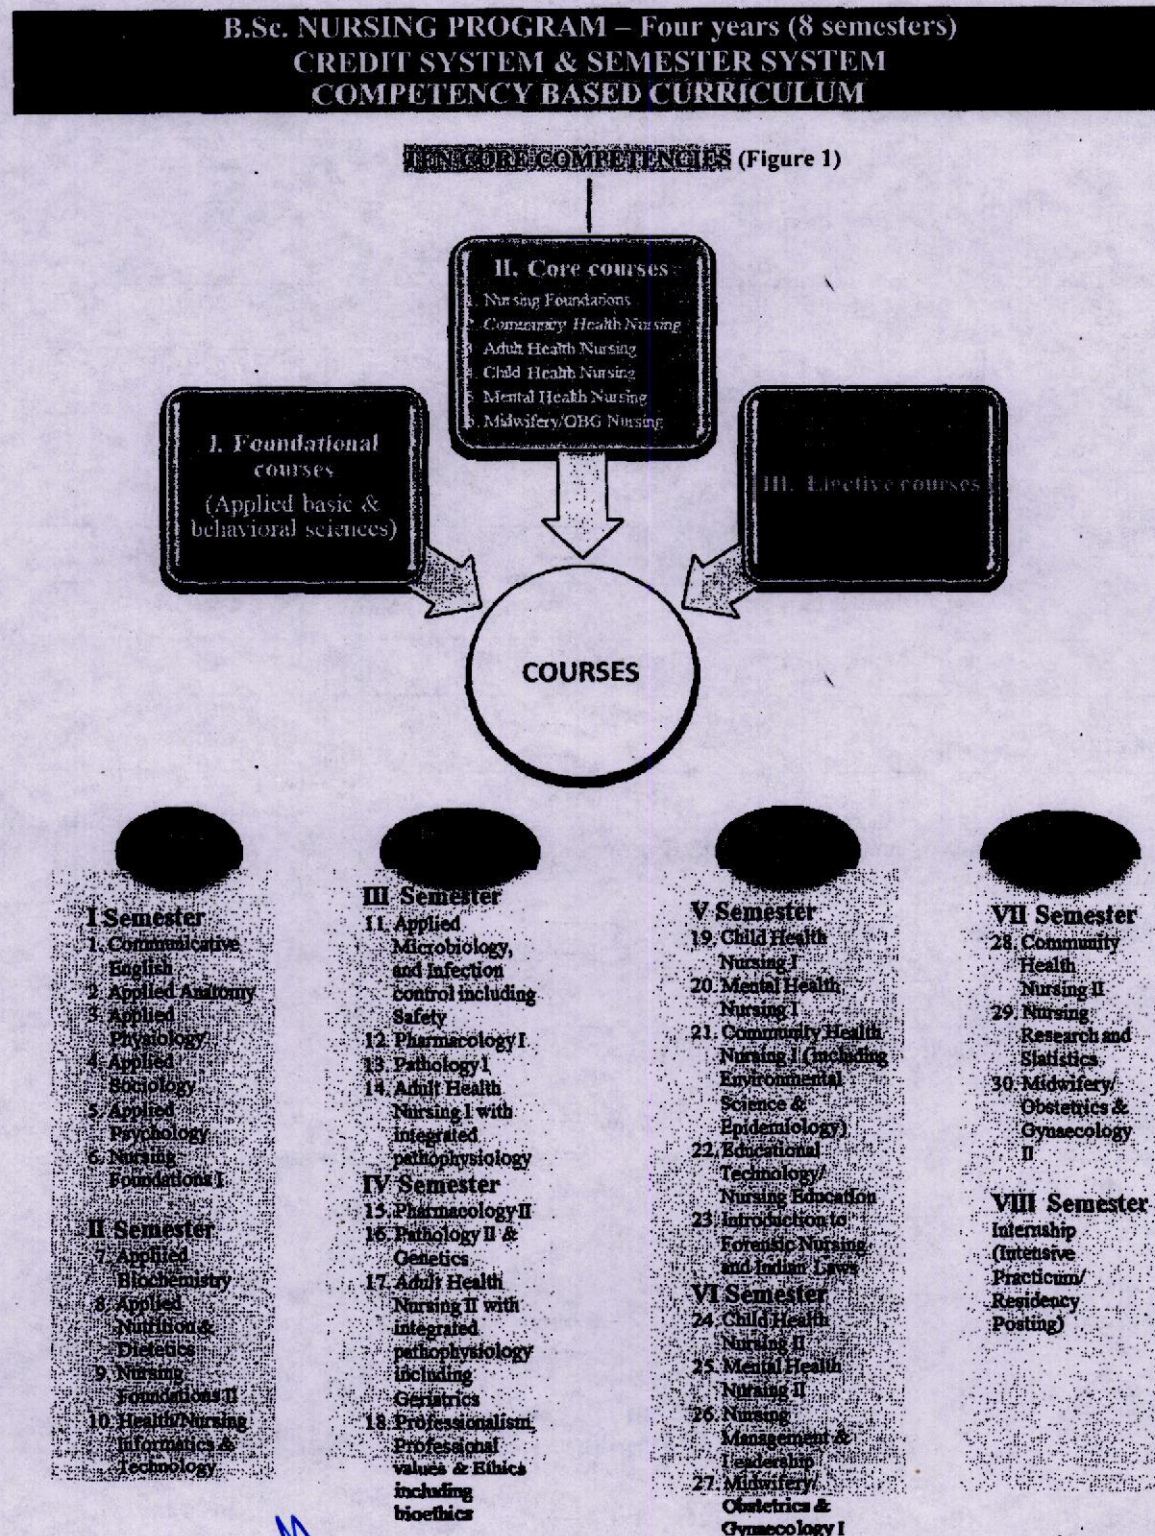 B.Sc. NURSING PROGRAM – Four years (8 semesters)
CREDIT SYSTEM & SEMESTER SYSTEM
COMPETENCY BASED CURRICULUM
TEN CORE COMPETENCIES (Figure 1)
II. Core courses
1. Nursing Foundations
2. Community Health Nursing
3. Adult Health Nursing
4. Child Health Nursing
5. Mental Health Nursing
6. Midwifery/OBG Nursing
I. Foundational
courses
(Applied basic &
behavioral sciences)
III. Elective courses
COURSES
I Semester
1. Communicative
English
2. Applied Anatomy
3. Applied
Physiology
4. Applied
Sociology
5. Applied
Psychology
6. Nursing
Foundations I
II Semester
7. Applied
Biochemistry
8. Applied
Nutrition &
Dietetics
9. Nursing
Foundations II
10. Health/Nursing
Informatics &
Technology
III Semester
11. Applied
Microbiology,
and Infection
control including
Safety
12. Pharmacology I
13. Pathology I
14. Adult Health
Nursing I with
integrated
pathophysiology
IV Semester
15. Pharmacology II
16. Pathology II &
Genetics
17. Adult Health
Nursing II with
integrated
pathophysiology
including
Geriatrics
18. Professionalism,
Professional
values & Ethics
including
bioethics
V Semester
19. Child Health
Nursing I
20. Mental Health
Nursing I
21. Community Health
Nursing I (including
Environmental
Science &
Epidemiology)
22. Educational
Technology/
Nursing Education
23. Introduction to
Forensic Nursing
and Indian Laws
VI Semester
24. Child Health
Nursing II
25. Mental Health
Nursing II
26. Nursing
Management &
Leadership
27. Midwifery/
Obstetrics &
Gynaecology I
VII Semester
28. Community
Health
Nursing II
29. Nursing
Research and
Statistics
30. Midwifery/
Obstetrics &
Gynaecology
II
VIII Semester
Internship
(Intensive
Practicum/
Residency
Posting)